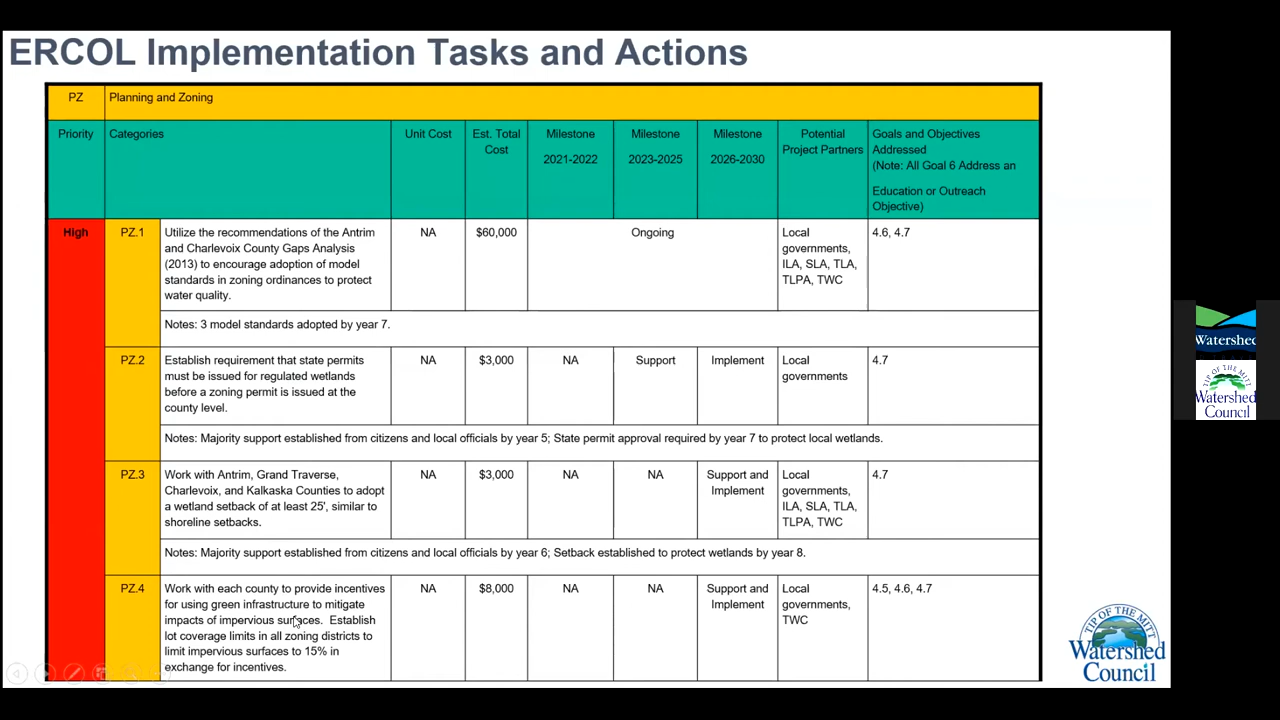 ERCOL Implementation Tasks and Actions
PZ
Planning and Zoning
Priority
Categories
Unit Cost
Est. Total
Cost
Milestone
2021-2022
Milestone
2023-2025
Milestone
2026-2030
Potential
Project Partners
Goals and Objectives
Addressed
(Note: All Goal 6 Address an
Education or Outreach
Objective)
High
PZ.1
Utilize the recommendations of the Antrim
and Charlevoix County Gaps Analysis
(2013) to encourage adoption of model
standards in zoning ordinances to protect
water quality.
NA
$60,000
Ongoing
Local
governments,
ILA, SLA, TLA,
TLPA, TWC
4.6, 4.7
Notes: 3 model standards adopted by year 7.
PZ.2
Establish requirement that state permits
must be issued for regulated wetlands
before a zoning permit is issued at the
county level.
NA
$3,000
NA
Support
Implement
Local
governments
4.7
Notes: Majority support established from citizens and local officials by year 5; State permit approval required by year 7 to protect local wetlands.
PZ.3
Work with Antrim, Grand Traverse,
Charlevoix, and Kalkaska Counties to adopt
a wetland setback of at least 25', similar to
shoreline setbacks.
NA
$3,000
NA
NA
Support and
Implement
Local
governments,
ILA, SLA, TLA,
TLPA, TWC
4.7
Notes: Majority support established from citizens and local officials by year 6; Setback established to protect wetlands by year 8.
PZ.4
Work with each county to provide incentives
for using green infrastructure to mitigate
impacts of impervious surfaces. Establish
lot coverage limits in all zoning districts to
limit impervious surfaces to 15% in
exchange for incentives.
NA
$8,000
NA
NA
Support and
Implement
Local
governments,
TWC
4.5, 4.6, 4.7
Watershed
TIP OF THE MITT
Watershed
Council
TIP OF THE MITT
Watershed
Council